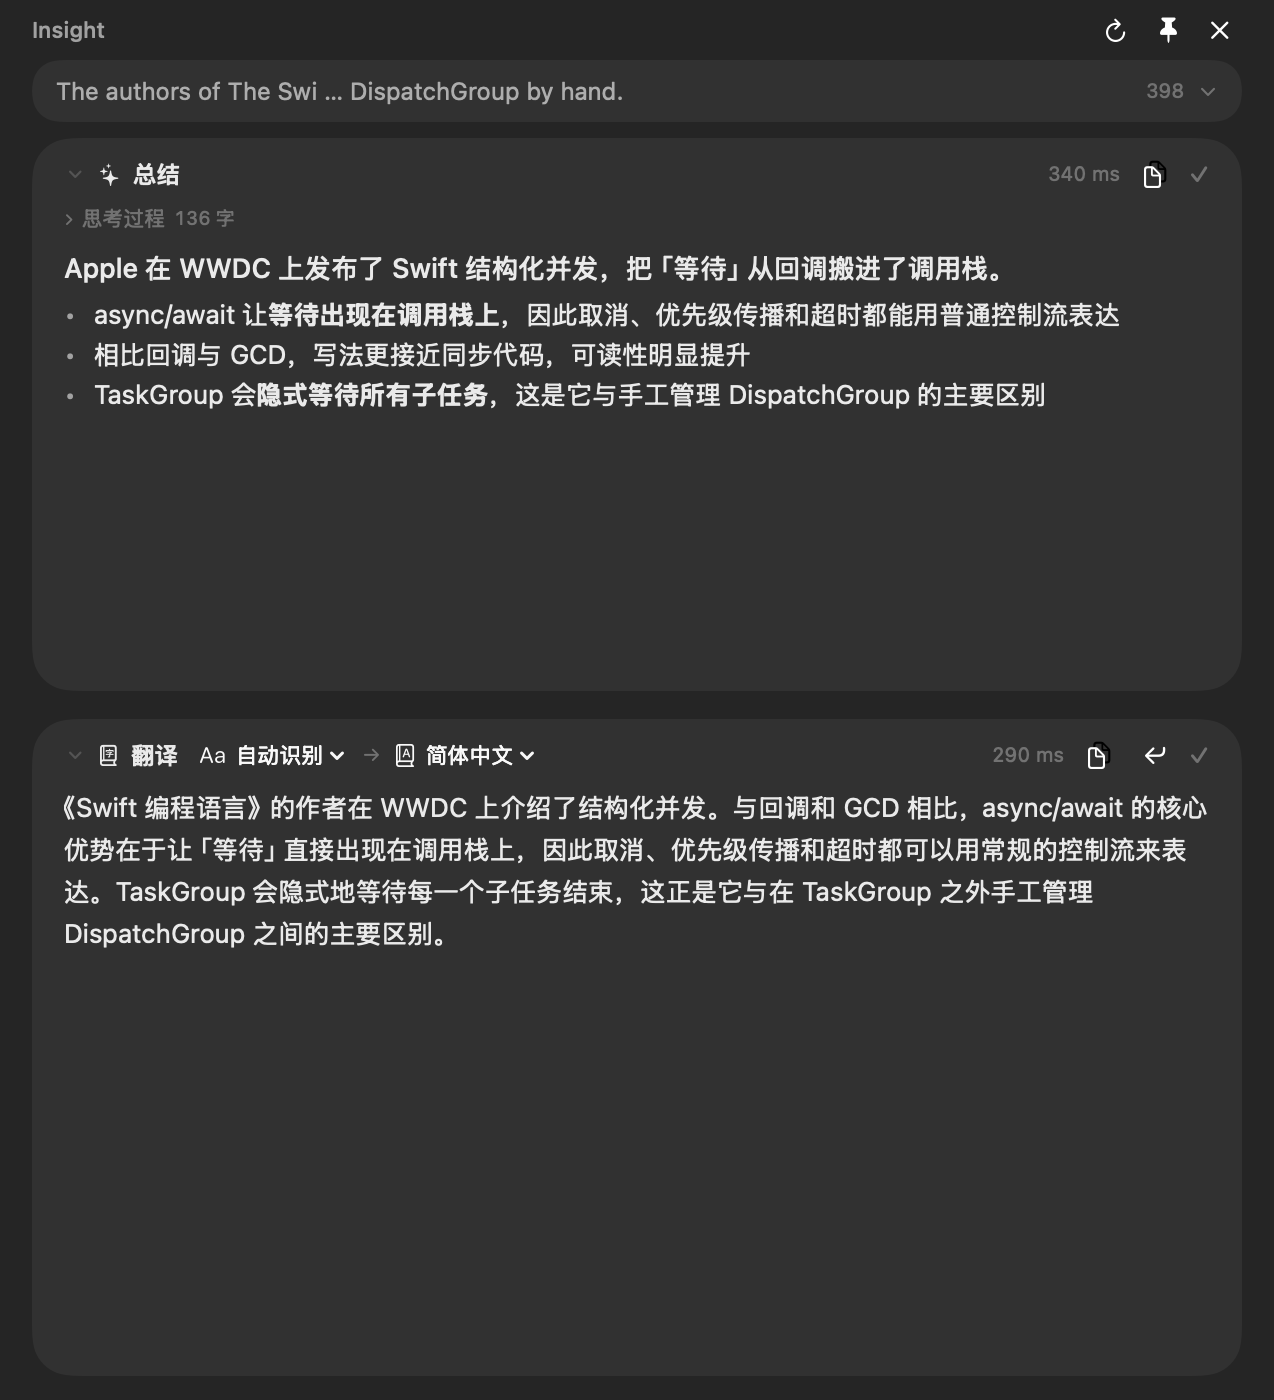 Insight
The authors of The Swi ... DispatchGroup by hand.
398
总结
340 ms
思考过程 136 字
Apple 在 WWDC 上发布了 Swift 结构化并发，把「等待」从回调搬进了调用栈。
• async/await 让等待出现在调用栈上，因此取消、优先级传播和超时都能用普通控制流表达
• 相比回调与 GCD，写法更接近同步代码，可读性明显提升
• TaskGroup 会隐式等待所有子任务，这是它与手工管理 DispatchGroup 的主要区别
字 翻译 Aa 自动识别 → A 简体中文
290 ms
《Swift 编程语言》的作者在 WWDC 上介绍了结构化并发。与回调和 GCD 相比，async/await 的核心
优势在于让「等待」直接出现在调用栈上，因此取消、优先级传播和超时都可以用常规的控制流来表
达。TaskGroup 会隐式地等待每一个子任务结束，这正是它与在 TaskGroup 之外手工管理
DispatchGroup 之间的主要区别。